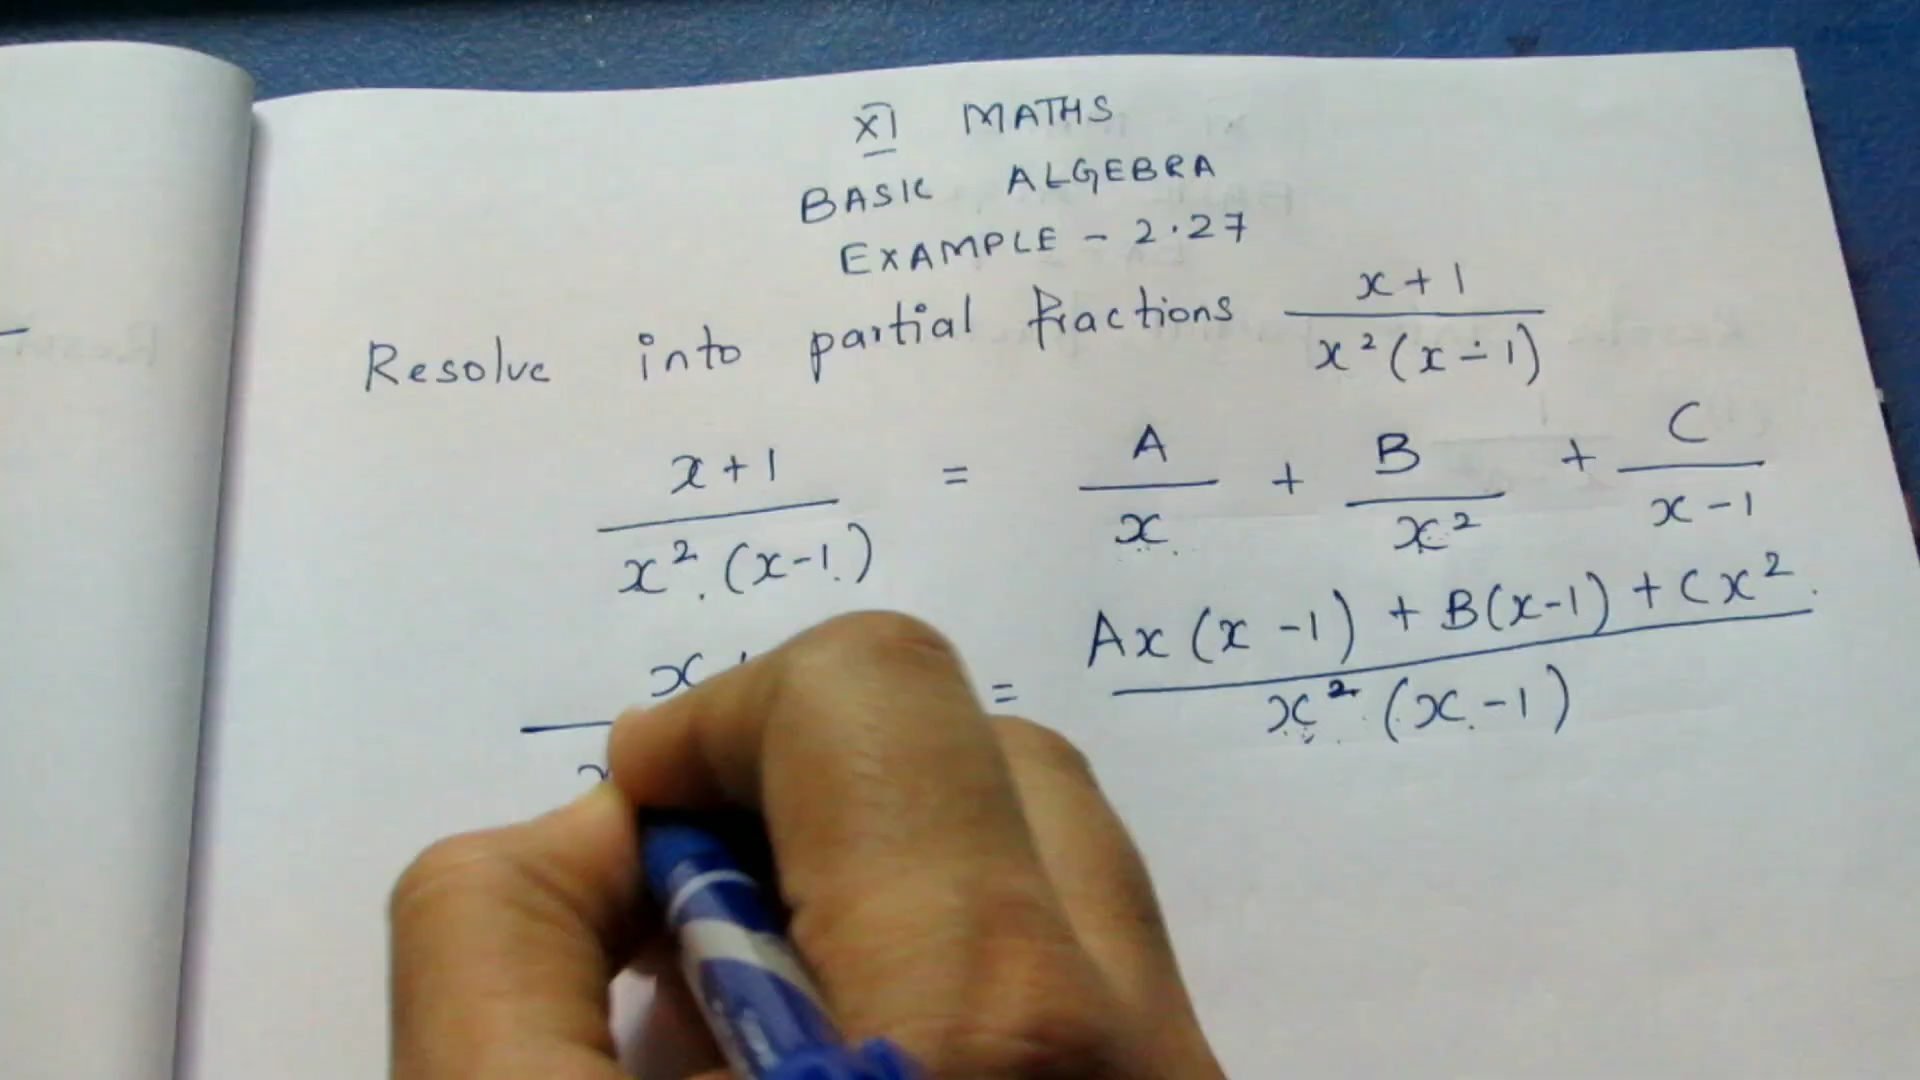 XI MATHS
BASIC ALGEBRA
EXAMPLE - 2.27
Resolve into partial fractions x+1 / x²(x-1)
x+1 / x².(x-1) = A/x + B/x² + C/(x-1)
x = Ax(x-1) + B(x-1) + Cx² / x²(x-1)